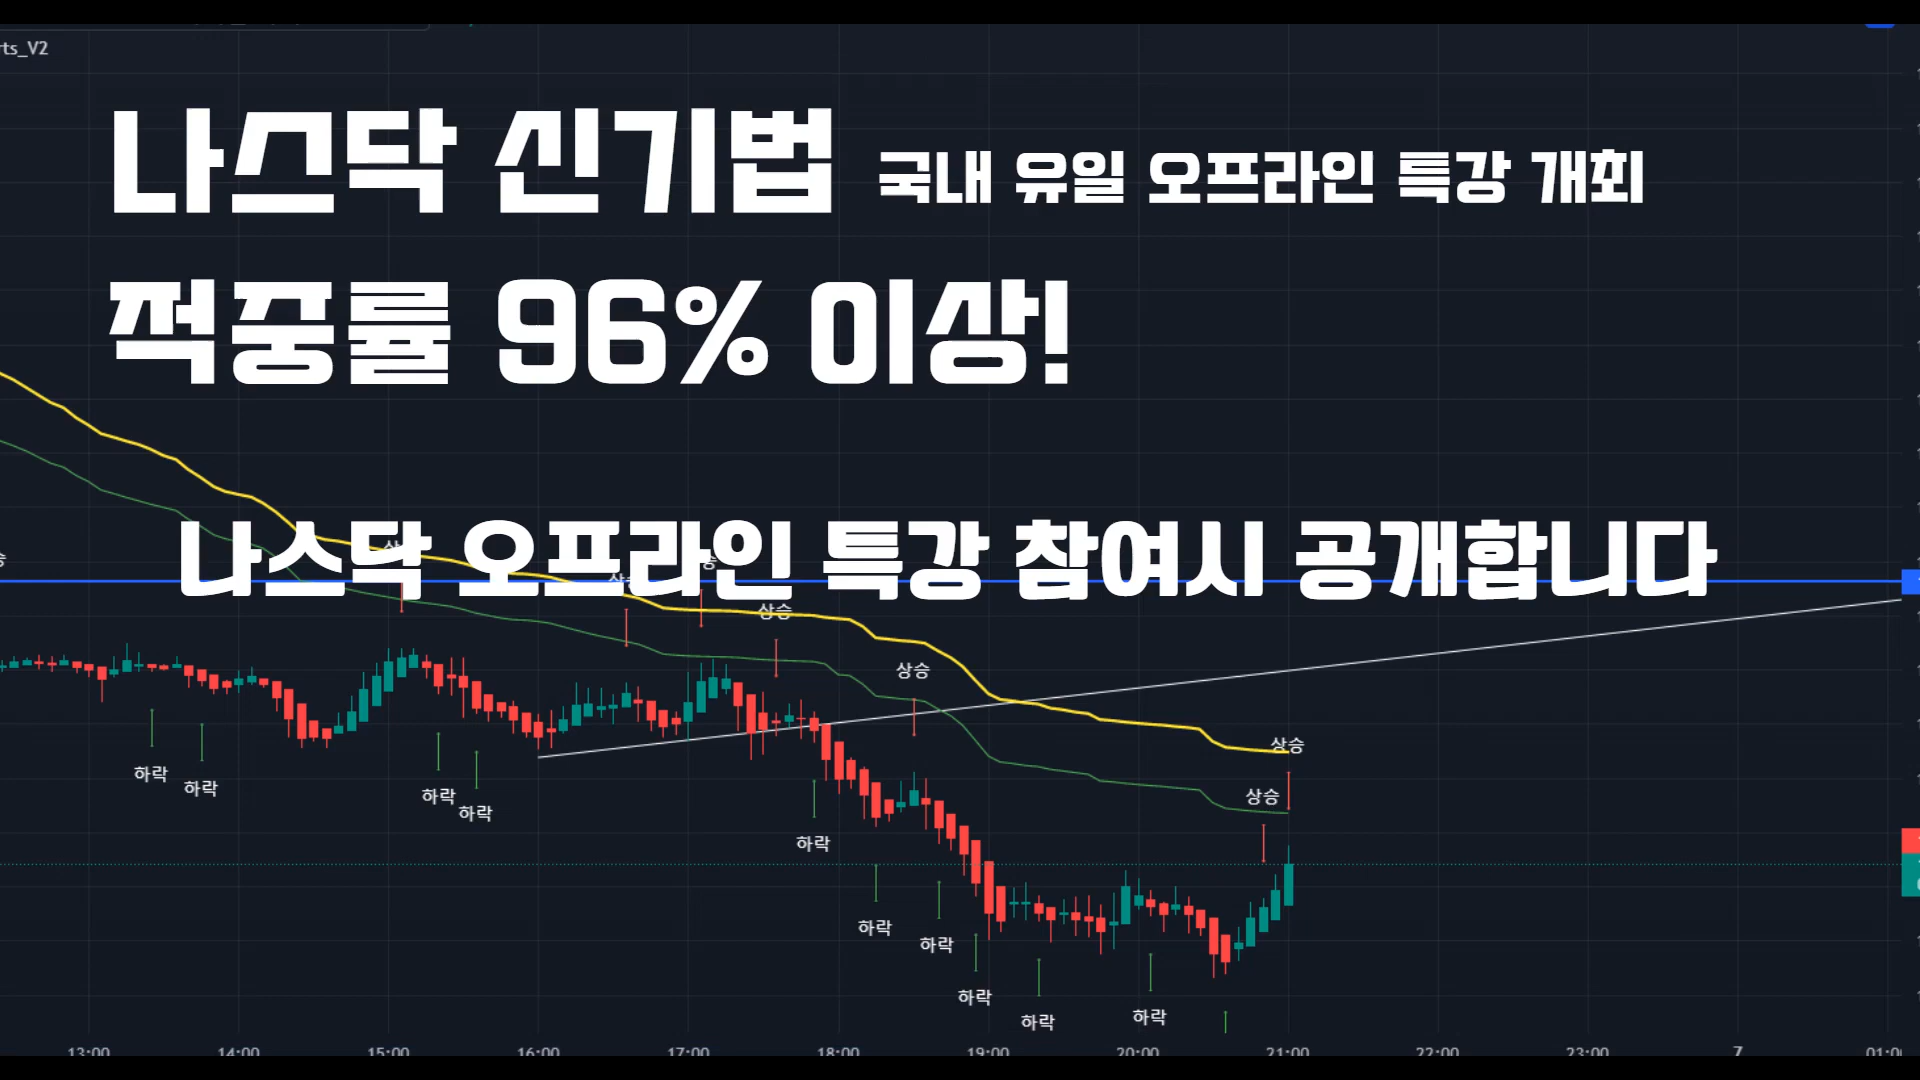 rts_V2
나스닥 신기법 국내 유일 오프라인 특강 개최
적중률 96% 이상!
나스닥 오프라인 특강 참여시 공개합니다
상승
상승
상승
상승
하락
하락
하락
하락
하락
하락
하락
하락
하락
하락
13:00 14:00 15:00 16:00 17:00 18:00 19:00 20:00 21:00 22:00 23:00 7